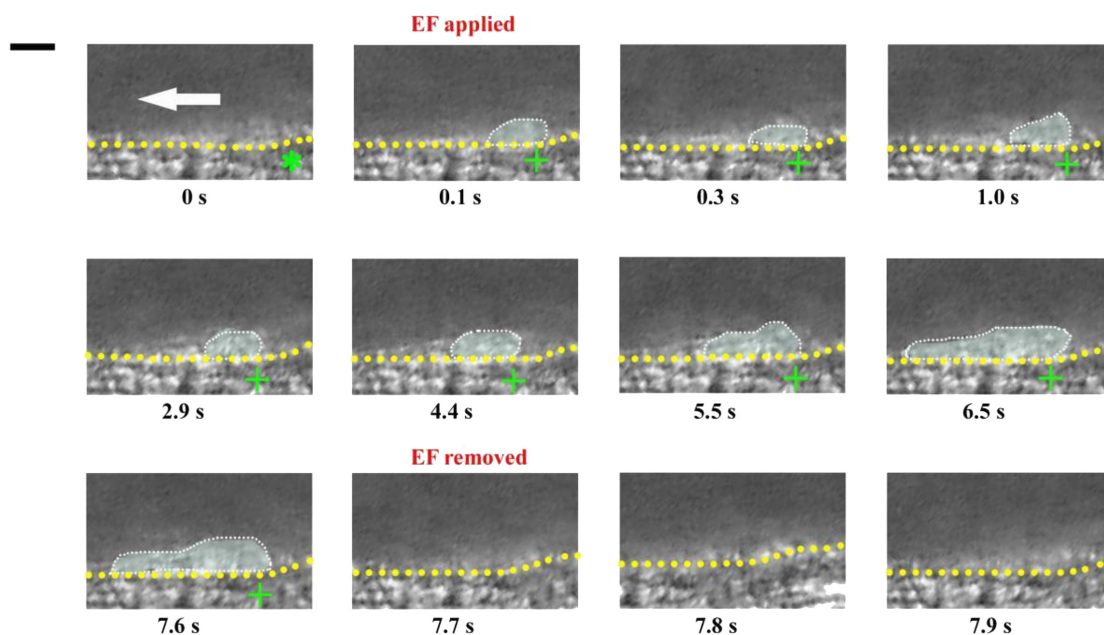 EF applied
0 s
0.1 s
0.3 s
1.0 s
2.9 s
4.4 s
5.5 s
6.5 s
EF removed
7.6 s
7.7 s
7.8 s
7.9 s